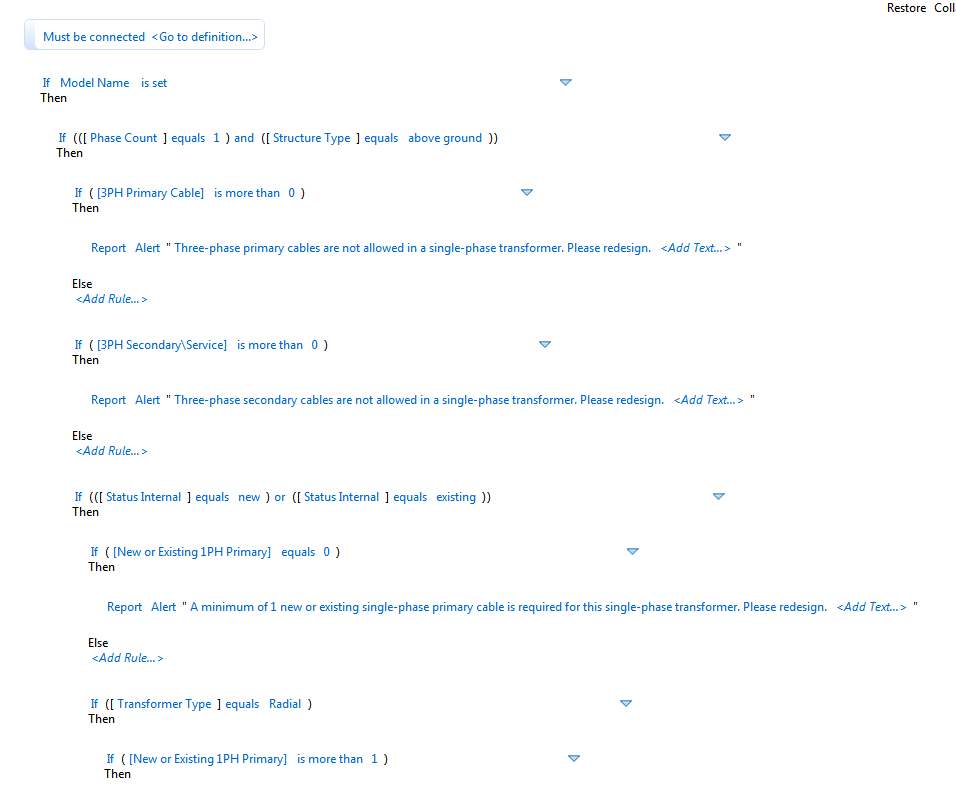 Restore Coll
Must be connected <Go to definition...>
If Model Name is set
Then
If (([ Phase Count ] equals 1 ) and ([ Structure Type ] equals above ground ))
Then
If ( [3PH Primary Cable] is more than 0 )
Then
Report Alert " Three-phase primary cables are not allowed in a single-phase transformer. Please redesign. <Add Text...> "
Else
<Add Rule...>
If ( [3PH Secondary\Service] is more than 0 )
Then
Report Alert " Three-phase secondary cables are not allowed in a single-phase transformer. Please redesign. <Add Text...> "
Else
<Add Rule...>
If (([ Status Internal ] equals new ) or ([ Status Internal ] equals existing ))
Then
If ( [New or Existing 1PH Primary] equals 0 )
Then
Report Alert " A minimum of 1 new or existing single-phase primary cable is required for this single-phase transformer. Please redesign. <Add Text...> "
Else
<Add Rule...>
If ([ Transformer Type ] equals Radial )
Then
If ( [New or Existing 1PH Primary] is more than 1 )
Then